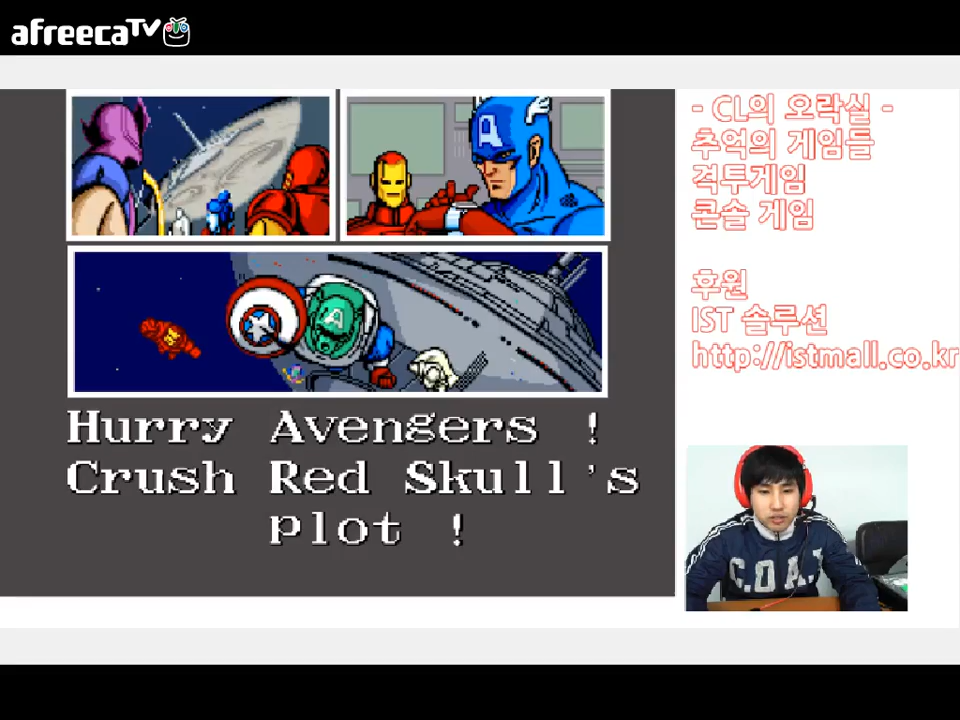 afreecaTV
- CL의 오락실 -
추억의 게임들
격투게임
콘솔 게임
후원
IST 솔루션
http://istmall.co.kr
A
A
Hurry Avengers !
Crush Red Skull's
plot !
C.O.A.